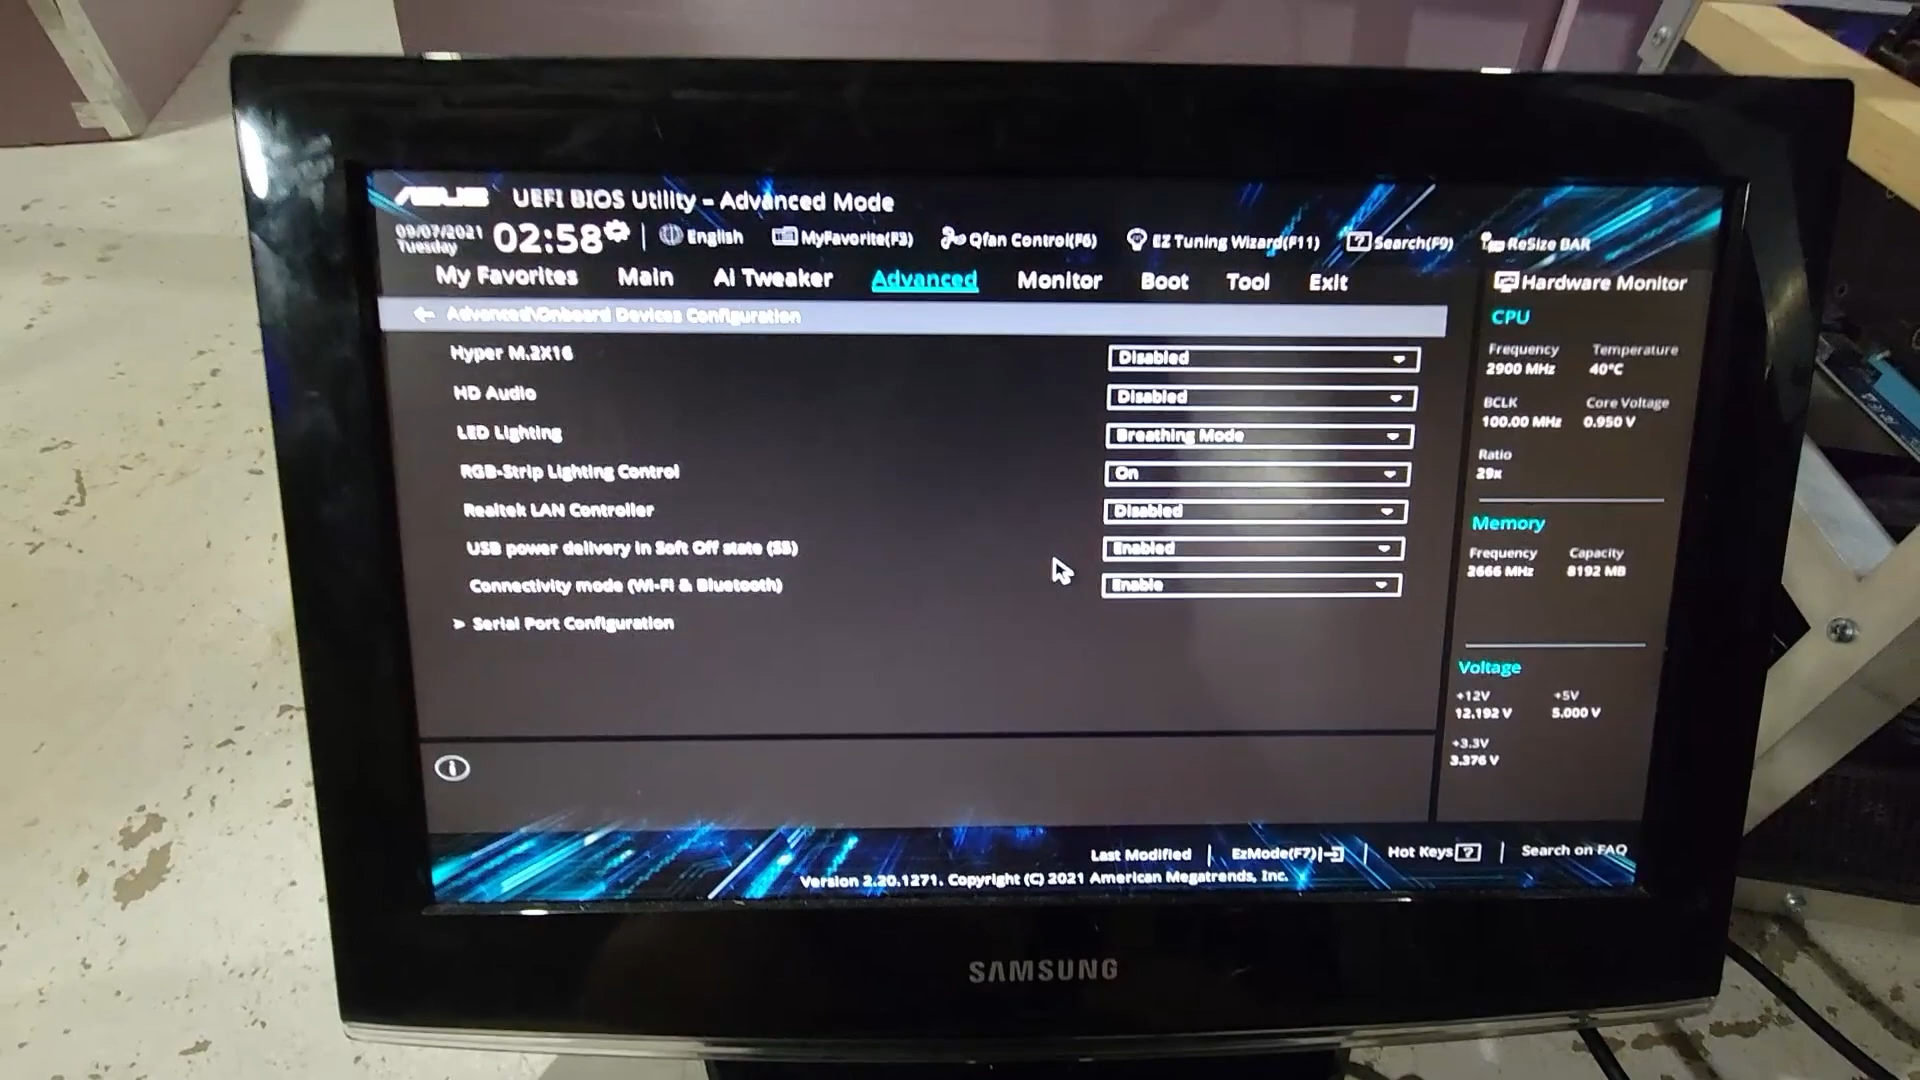 ASUS UEFI BIOS Utility – Advanced Mode
09/07/2021
Tuesday
02:58
English
MyFavorite(F3)
Qfan Control(F6)
EZ Tuning Wizard(F11)
Search(F9)
ReSize BAR
My Favorites Main Ai Tweaker Advanced Monitor Boot Tool Exit
Advanced\Onboard Devices Configuration
Hyper M.2X16 Disabled
HD Audio Disabled
LED Lighting Breathing Mode
RGB-Strip Lighting Control On
Realtek LAN Controller Disabled
USB power delivery in Soft Off state (S5) Enabled
Connectivity mode (Wi-Fi & Bluetooth) Enable
> Serial Port Configuration
Hardware Monitor
CPU
Frequency Temperature
2900 MHz 40°C
BCLK Core Voltage
100.00 MHz 0.950 V
Ratio
29x
Memory
Frequency Capacity
2666 MHz 8192 MB
Voltage
+12V +5V
12.192 V 5.000 V
+3.3V
3.376 V
Last Modified | EzMode(F7) | Hot Keys ? | Search on FAQ
Version 2.20.1271. Copyright (C) 2021 American Megatrends, Inc.
SAMSUNG